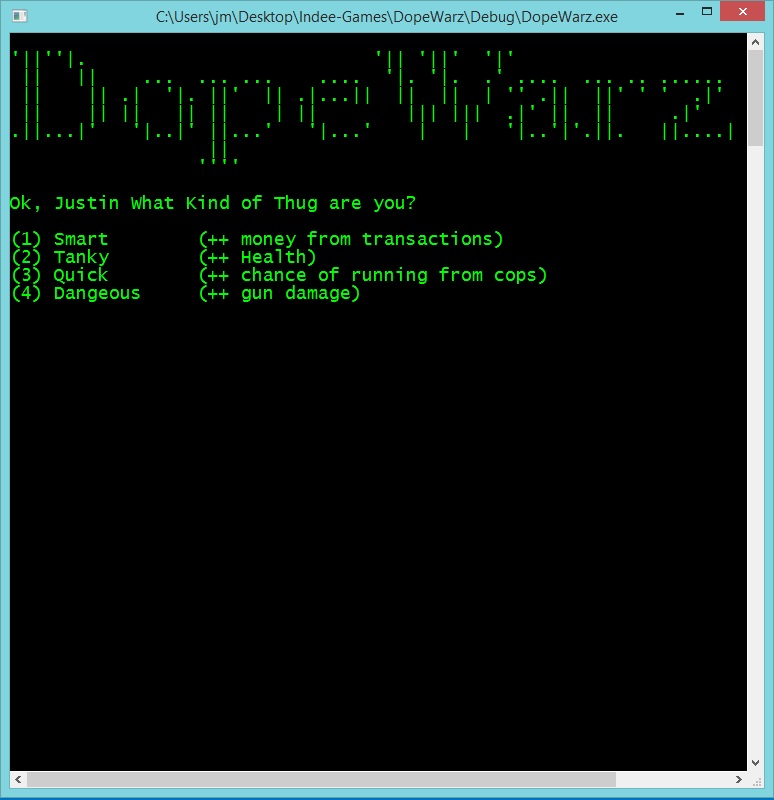 C:\Users\jm\Desktop\Indee-Games\DopeWarz\Debug\DopeWarz.exe
DopeWarz
Ok, Justin What Kind of Thug are you?
(1) Smart (++ money from transactions)
(2) Tanky (++ Health)
(3) Quick (++ chance of running from cops)
(4) Dangeous (++ gun damage)